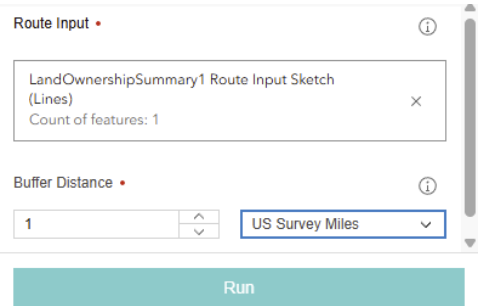 Route Input •
LandOwnershipSummary1 Route Input Sketch
(Lines)
Count of features: 1
Buffer Distance •
1 US Survey Miles
Run